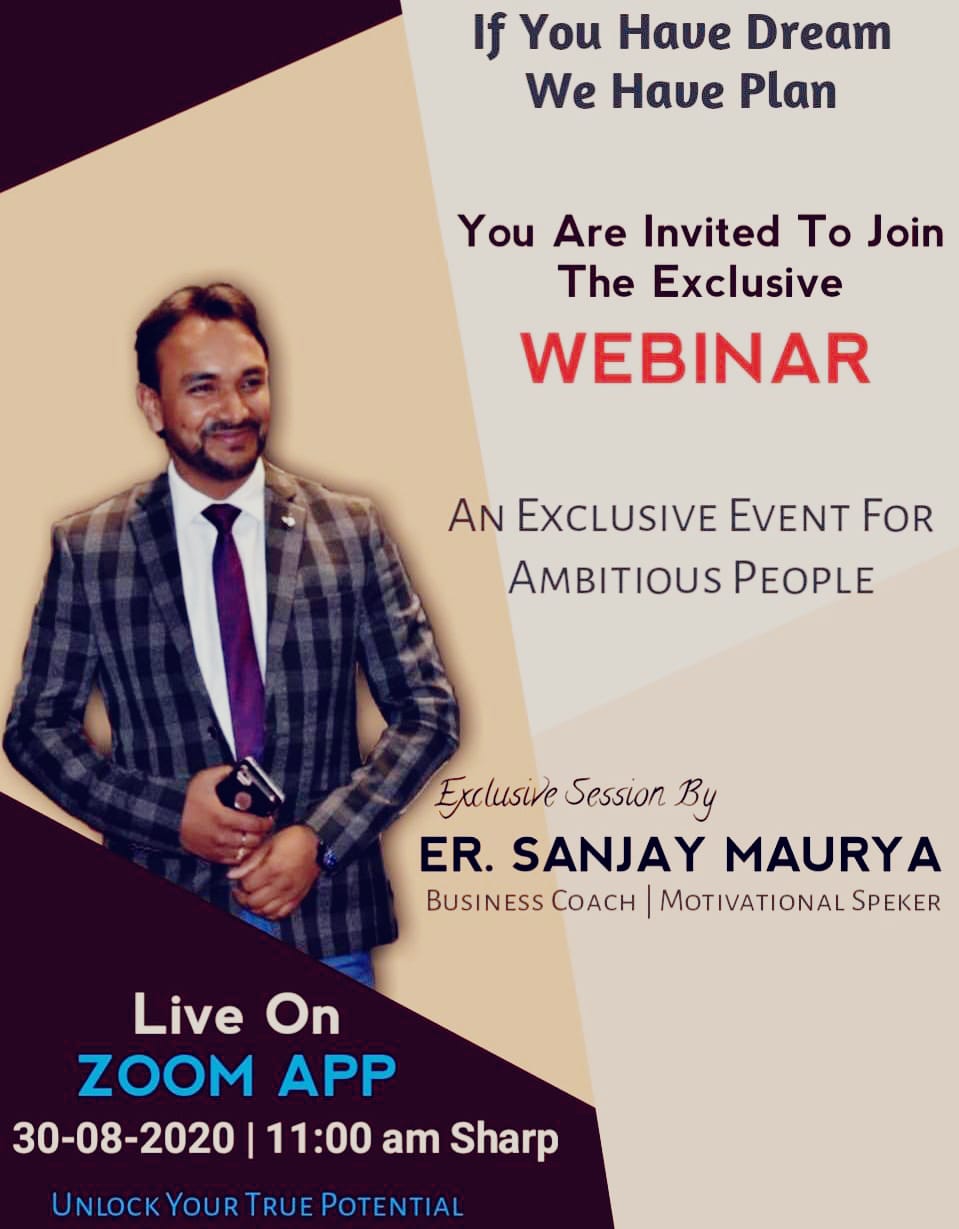 If You Have Dream
We Have Plan
You Are Invited To Join
The Exclusive
WEBINAR
An Exclusive Event For
Ambitious People
Exclusive Session By
ER. SANJAY MAURYA
Business Coach | Motivational Speker
Live On
ZOOM APP
30-08-2020 | 11:00 am Sharp
Unlock Your True Potential